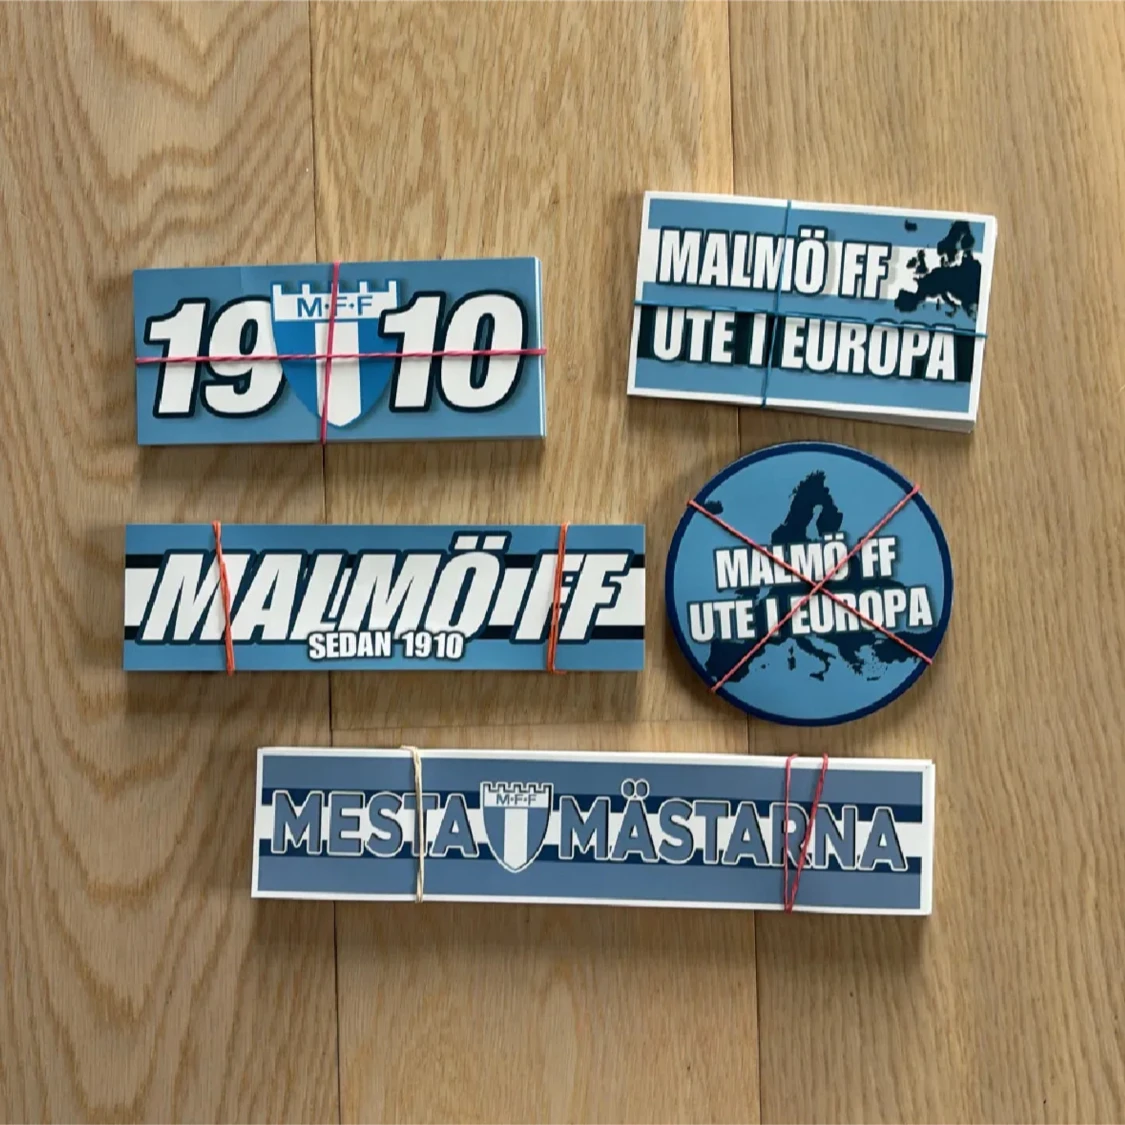 19 M·F·F 10
MALMÖ FF
UTE I EUROPA
MALMÖ FF
SEDAN 1910
MALMÖ FF
UTE I EUROPA
MESTA M·F·F MÄSTARNA